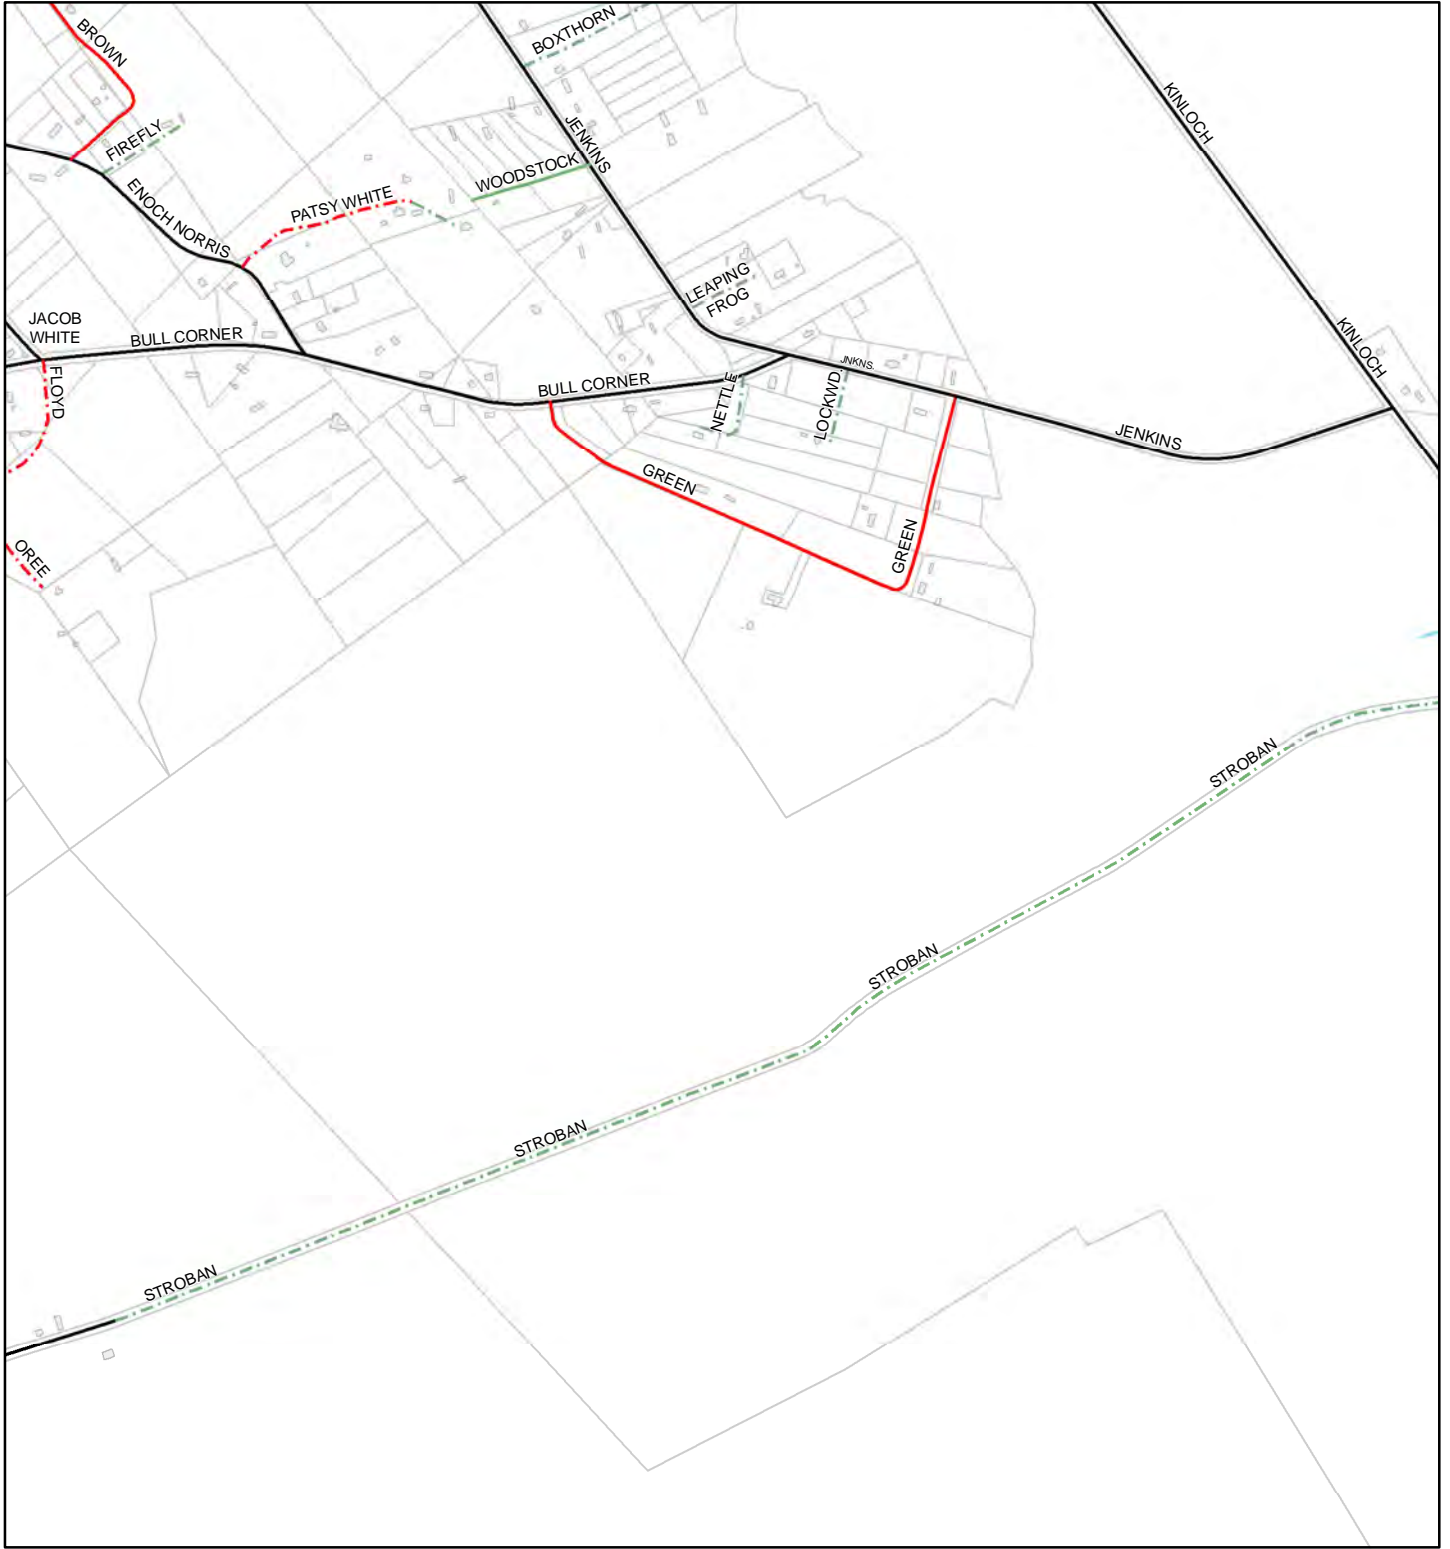 BROWN
BOXTHORN
KINLOCH
FIREFLY
JENKINS
WOODSTOCK
ENOCH NORRIS
PATSY WHITE
LEAPING
FROG
JACOB
WHITE
BULL CORNER
KINLOCH
FLOYD
BULL CORNER
NETTLE
LOCKWD.
JNKNS.
JENKINS
GREEN
GREEN
OREE
STROBAN
STROBAN
STROBAN
STROBAN